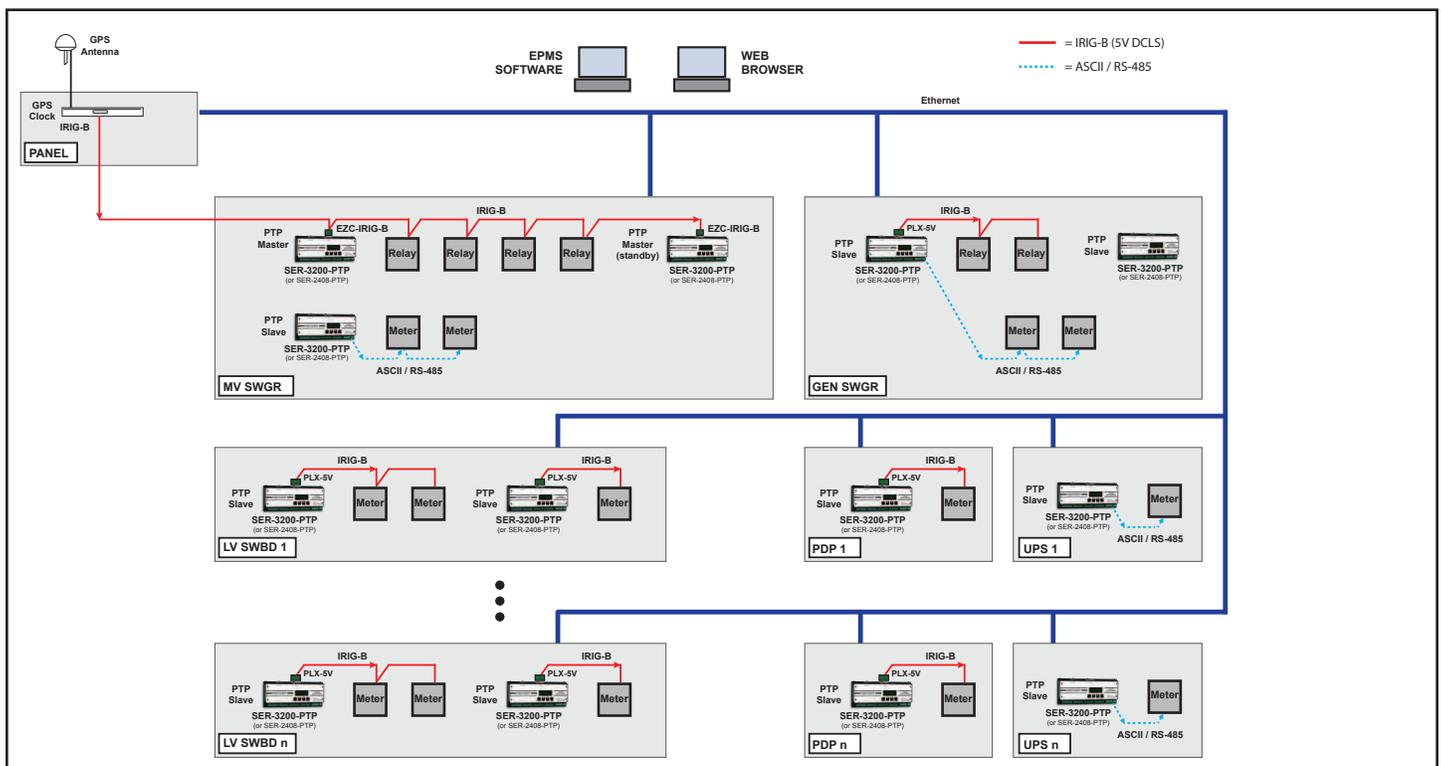 GPS
Antenna
EPMS
SOFTWARE
WEB
BROWSER
= IRIG-B (5V DCLS)
= ASCII / RS-485
GPS
Clock
IRIG-B
PANEL
Ethernet
IRIG-B
PTP
Master
EZC-IRIG-B
SER-3200-PTP
(or SER-2408-PTP)
Relay
Relay
Relay
Relay
PTP
Master
(standby)
EZC-IRIG-B
SER-3200-PTP
(or SER-2408-PTP)
PTP
Slave
SER-3200-PTP
(or SER-2408-PTP)
Meter
Meter
ASCII / RS-485
MV SWGR
IRIG-B
PTP
Slave
PLX-5V
SER-3200-PTP
(or SER-2408-PTP)
Relay
Relay
PTP
Slave
SER-3200-PTP
(or SER-2408-PTP)
Meter
Meter
ASCII / RS-485
GEN SWGR
IRIG-B
PTP
Slave
PLX-5V
SER-3200-PTP
(or SER-2408-PTP)
Meter
Meter
IRIG-B
PTP
Slave
PLX-5V
SER-3200-PTP
(or SER-2408-PTP)
Meter
LV SWBD 1
IRIG-B
PTP
Slave
PLX-5V
SER-3200-PTP
(or SER-2408-PTP)
Meter
PDP 1
PTP
Slave
SER-3200-PTP
(or SER-2408-PTP)
Meter
ASCII / RS-485
UPS 1
IRIG-B
PTP
Slave
PLX-5V
SER-3200-PTP
(or SER-2408-PTP)
Meter
Meter
IRIG-B
PTP
Slave
PLX-5V
SER-3200-PTP
(or SER-2408-PTP)
Meter
LV SWBD n
IRIG-B
PTP
Slave
PLX-5V
SER-3200-PTP
(or SER-2408-PTP)
Meter
PDP n
PTP
Slave
SER-3200-PTP
(or SER-2408-PTP)
Meter
ASCII / RS-485
UPS n